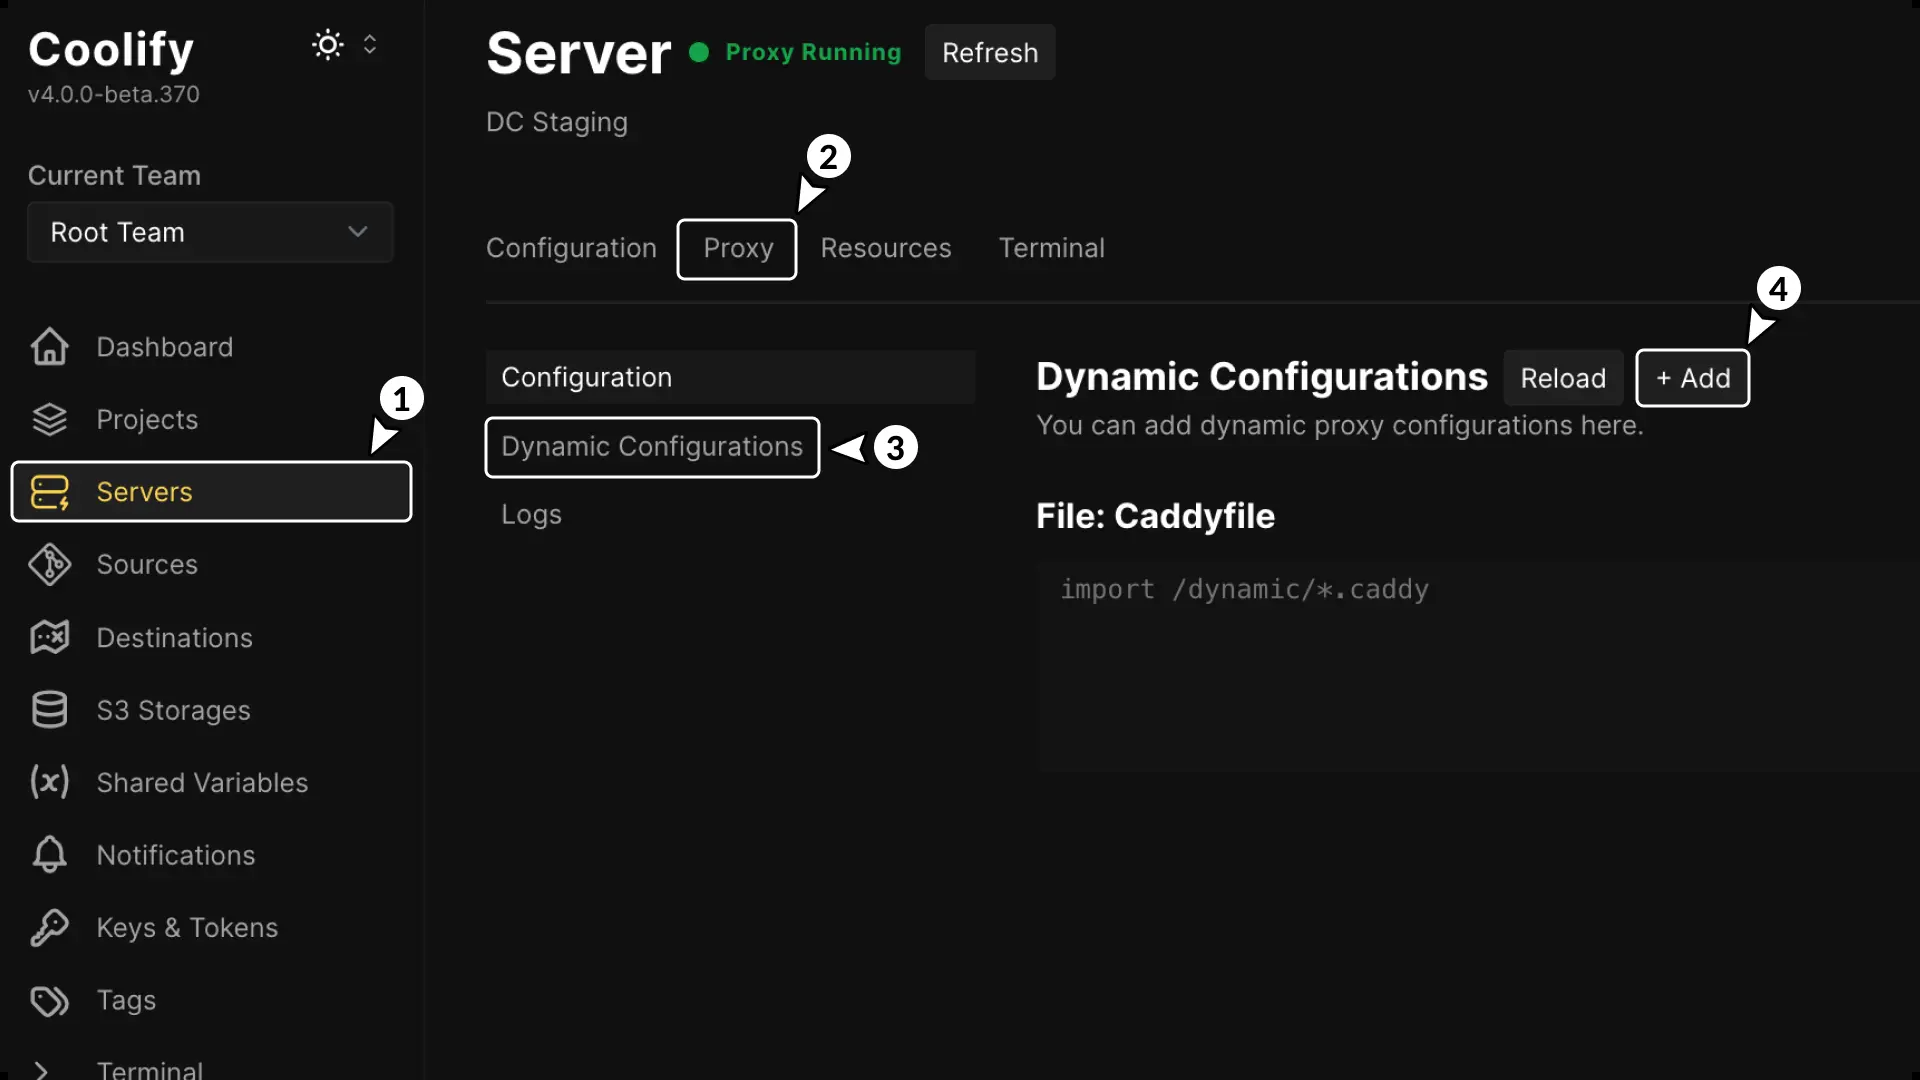 Coolify
v4.0.0-beta.370
Current Team
Root Team
Dashboard
Projects
1
Servers
Sources
Destinations
S3 Storages
Shared Variables
Notifications
Keys & Tokens
Tags
Terminal
Server
Proxy Running
Refresh
DC Staging
2
Configuration
Proxy
Resources
Terminal
Configuration
Dynamic Configurations
3
Logs
4
Dynamic Configurations
Reload
+ Add
You can add dynamic proxy configurations here.
File: Caddyfile
import /dynamic/*.caddy